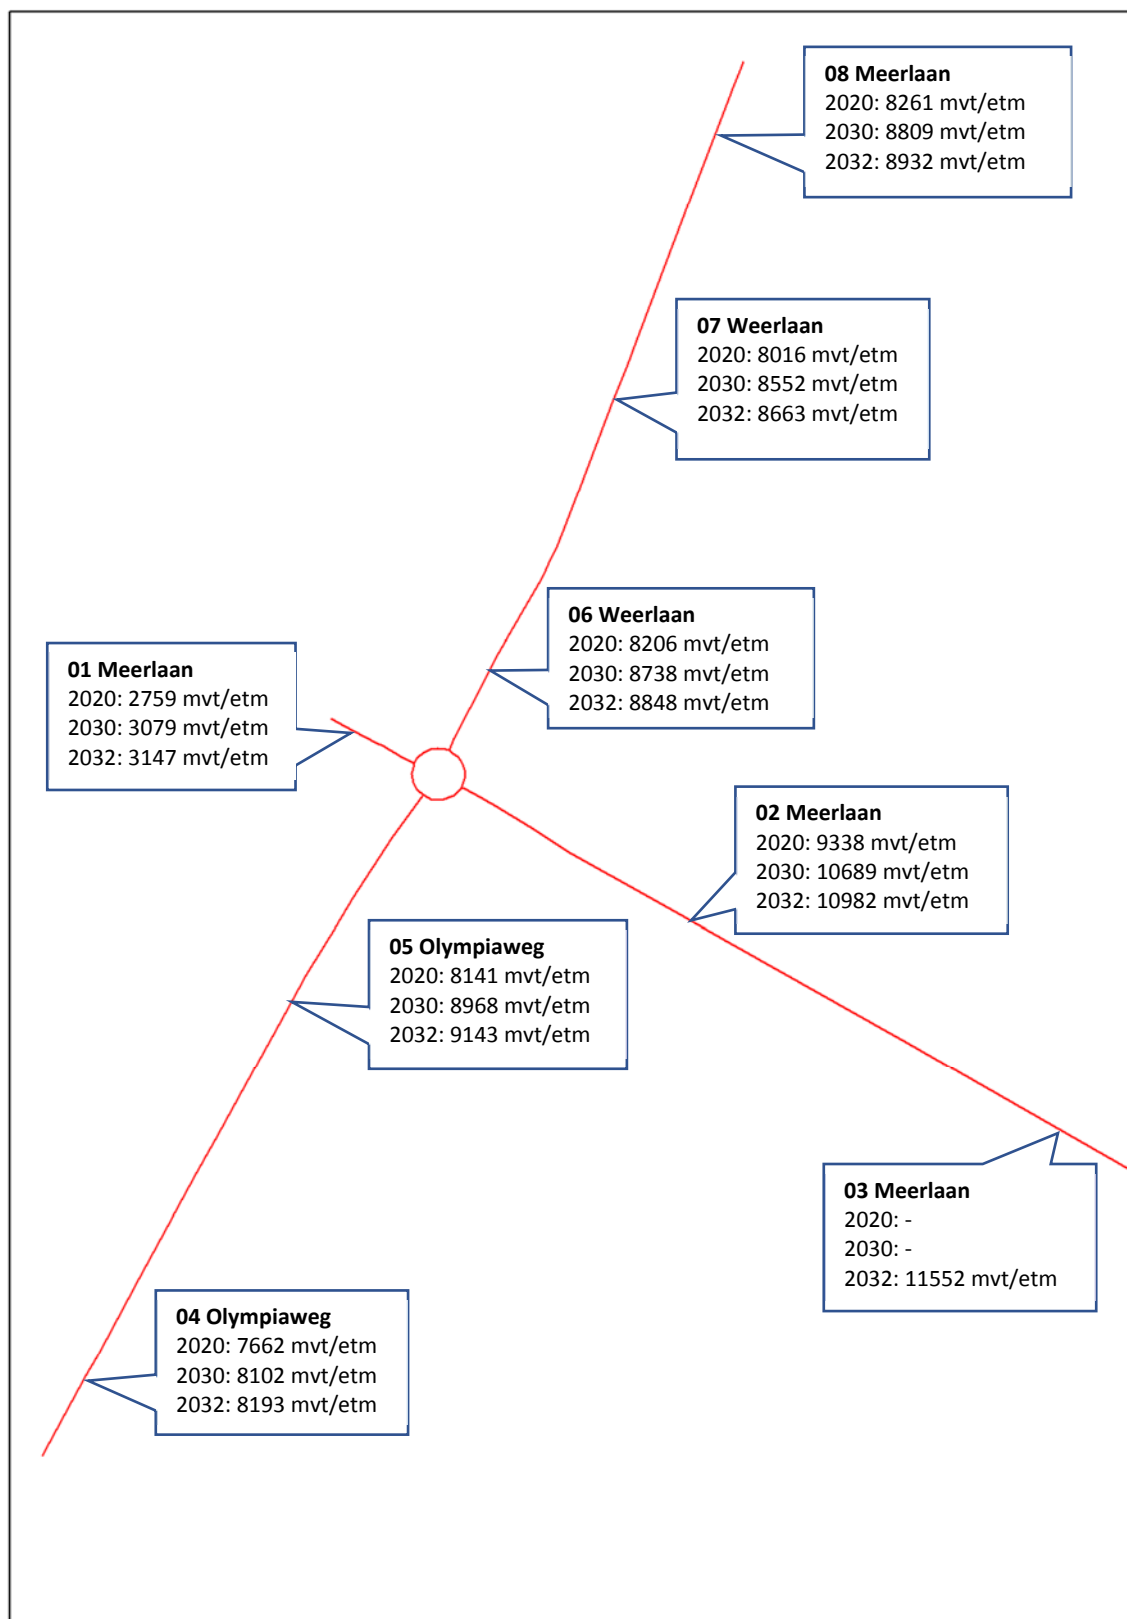 08 Meerlaan
2020: 8261 mvt/etm
2030: 8809 mvt/etm
2032: 8932 mvt/etm
07 Weerlaan
2020: 8016 mvt/etm
2030: 8552 mvt/etm
2032: 8663 mvt/etm
06 Weerlaan
2020: 8206 mvt/etm
2030: 8738 mvt/etm
2032: 8848 mvt/etm
01 Meerlaan
2020: 2759 mvt/etm
2030: 3079 mvt/etm
2032: 3147 mvt/etm
02 Meerlaan
2020: 9338 mvt/etm
2030: 10689 mvt/etm
2032: 10982 mvt/etm
05 Olympiaweg
2020: 8141 mvt/etm
2030: 8968 mvt/etm
2032: 9143 mvt/etm
03 Meerlaan
2020: -
2030: -
2032: 11552 mvt/etm
04 Olympiaweg
2020: 7662 mvt/etm
2030: 8102 mvt/etm
2032: 8193 mvt/etm